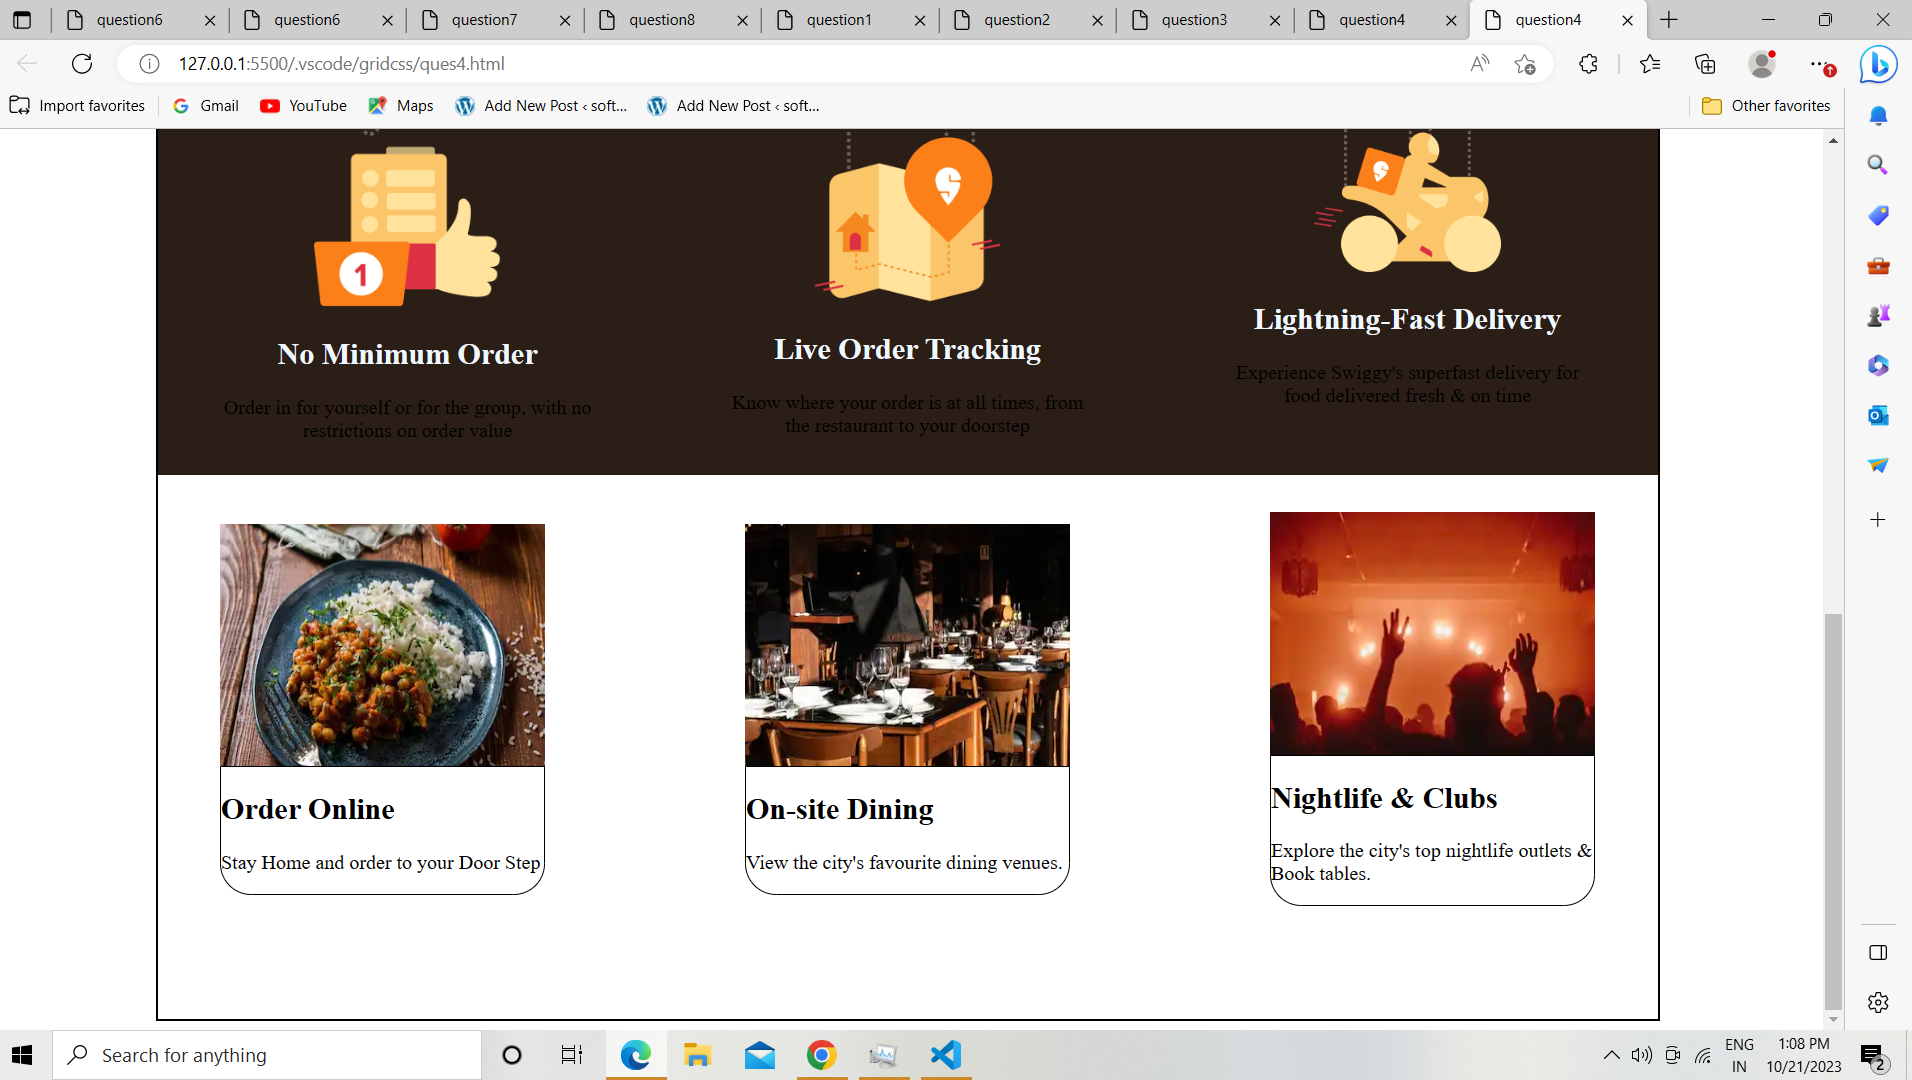 question6
question6
question7
question8
question1
question2
question3
question4
question4
127.0.0.1:5500/.vscode/gridcss/ques4.html
Import favorites
Gmail
YouTube
Maps
Add New Post ‹ soft...
Add New Post ‹ soft...
Other favorites
1
No Minimum Order
Order in for yourself or for the group, with no
restrictions on order value
Live Order Tracking
Know where your order is at all times, from
the restaurant to your doorstep
Lightning-Fast Delivery
Experience Swiggy's superfast delivery for
food delivered fresh & on time
Order Online
Stay Home and order to your Door Step
On-site Dining
View the city's favourite dining venues.
Nightlife & Clubs
Explore the city's top nightlife outlets &
Book tables.
Search for anything
ENG
IN
1:08 PM
10/21/2023
2